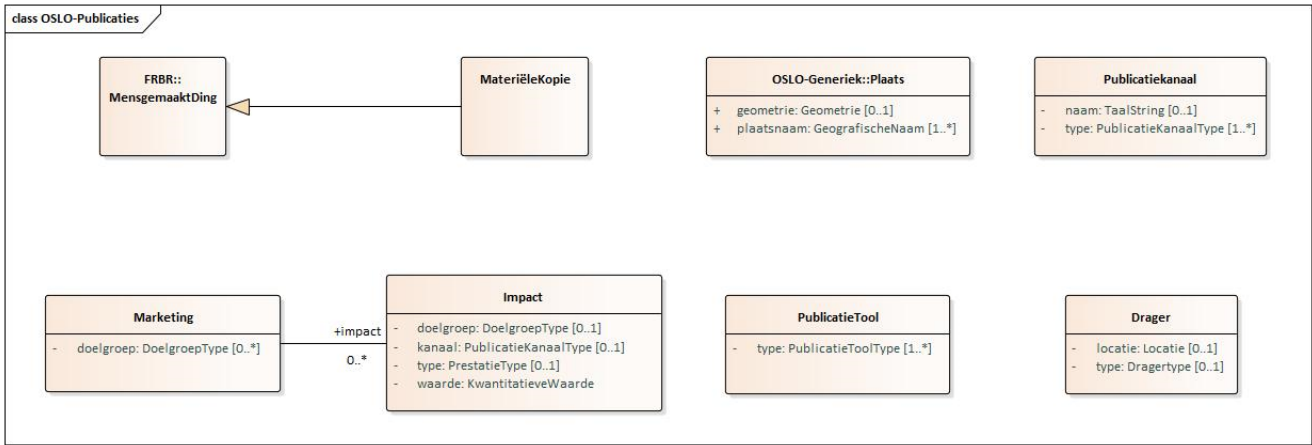 class OSLO-Publicaties
FRBR::
MensgemaaktDing
MateriëleKopie
OSLO-Generiek::Plaats
+ geometrie: Geometrie [0..1]
+ plaatsnaam: GeografischeNaam [1..*]
Publicatiekanaal
- naam: TaalString [0..1]
- type: PublicatieKanaalType [1..*]
Marketing
- doelgroep: DoelgroepType [0..*]
+impact
0..*
Impact
- doelgroep: DoelgroepType [0..1]
- kanaal: PublicatieKanaalType [0..1]
- type: PrestatieType [0..1]
- waarde: KwantitatieveWaarde
PublicatieTool
- type: PublicatieToolType [1..*]
Drager
- locatie: Locatie [0..1]
- type: Dragertype [0..1]